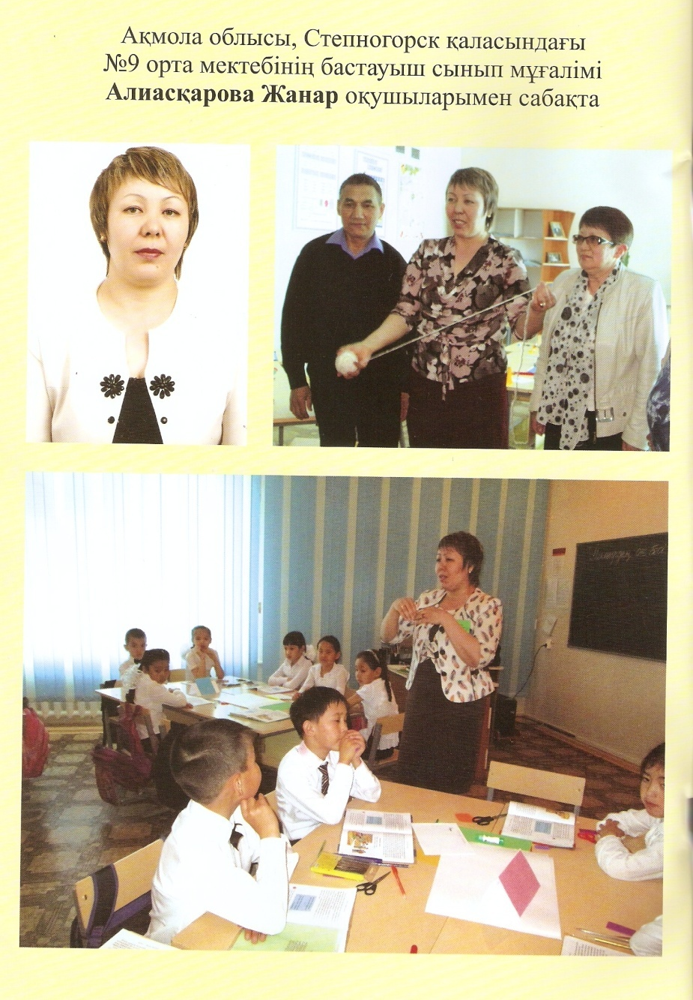 Ақмола облысы, Степногорск қаласындағы
№9 орта мектебінің бастауыш сынып мұғалімі
Алиасқарова Жанар оқушыларымен сабақта